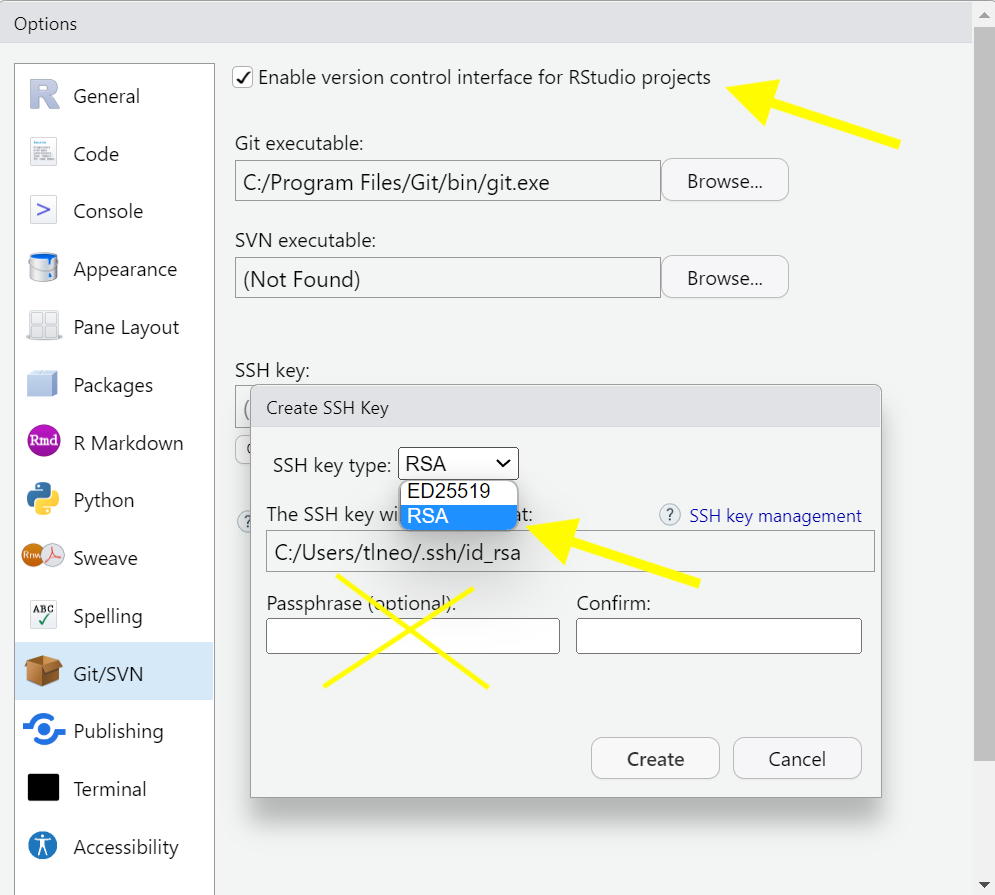 Options
General
Code
Console
Appearance
Pane Layout
Packages
Rmd
R Markdown
Python
Rnw
Sweave
ABC
Spelling
Git/SVN
Publishing
Terminal
Accessibility
Enable version control interface for RStudio projects
Git executable:
C:/Program Files/Git/bin/git.exe
Browse...
SVN executable:
(Not Found)
Browse...
SSH key:
(
Create SSH Key
SSH key type:
RSA
ED25519
RSA
The SSH key wi
t:
? SSH key management
?
C:/Users/tlneo/.ssh/id_rsa
Passphrase (optional):
Confirm:
Create
Cancel